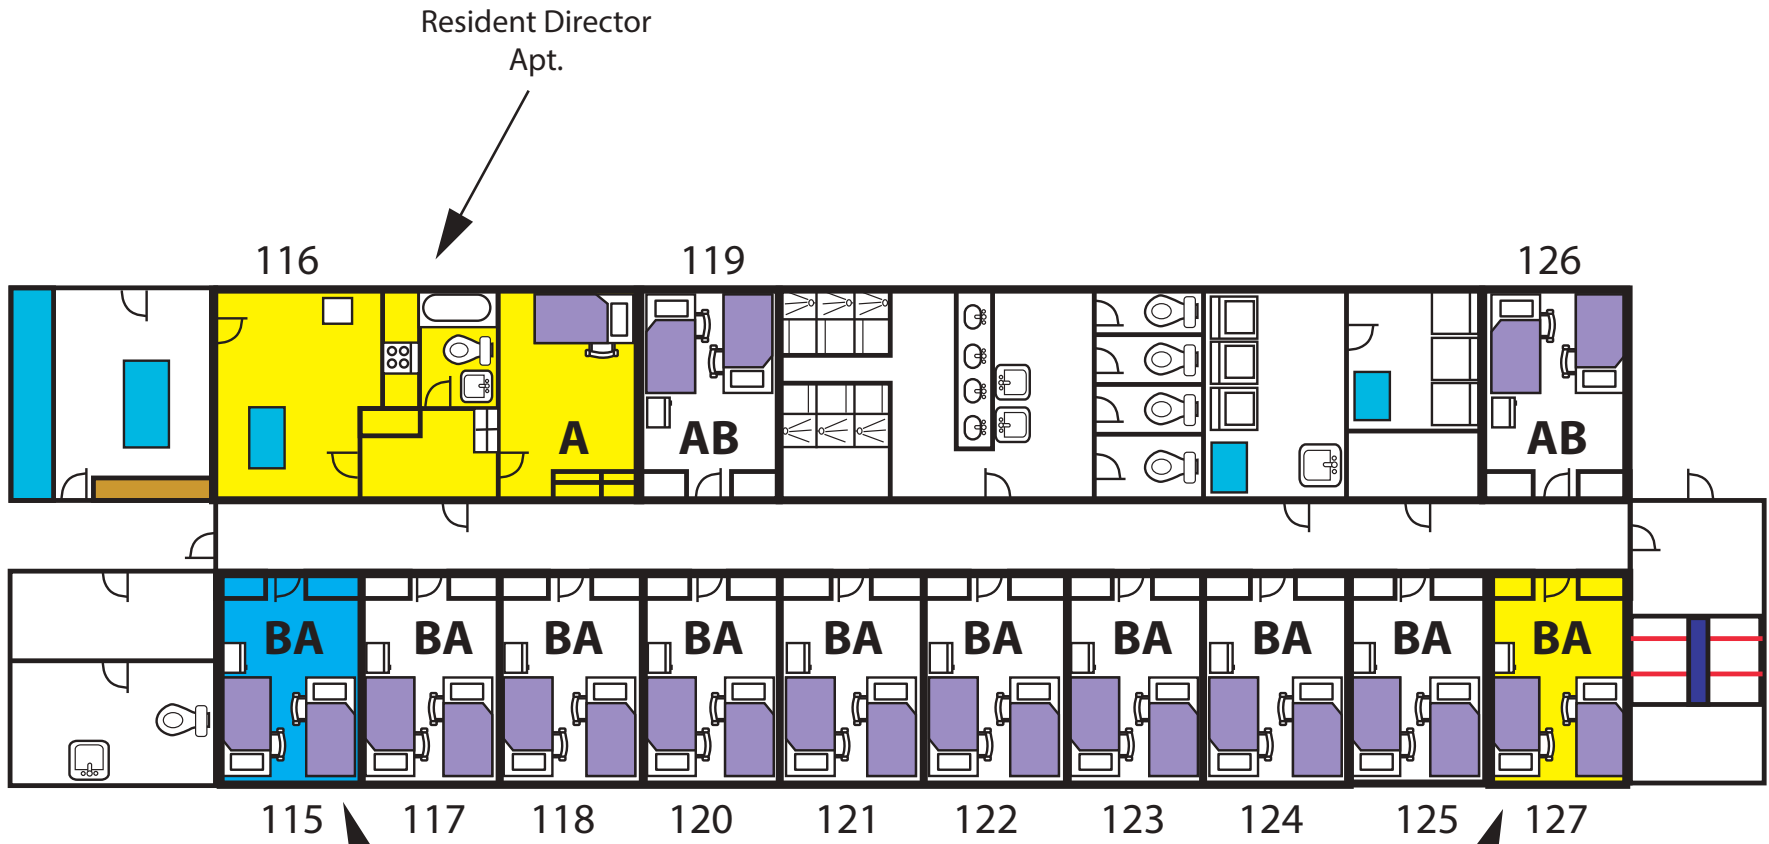 Resident Director
Apt.
116
119
126
A
AB
AB
BA
BA
BA
BA
BA
BA
BA
BA
BA
BA
115
117
118
120
121
122
123
124
125
127